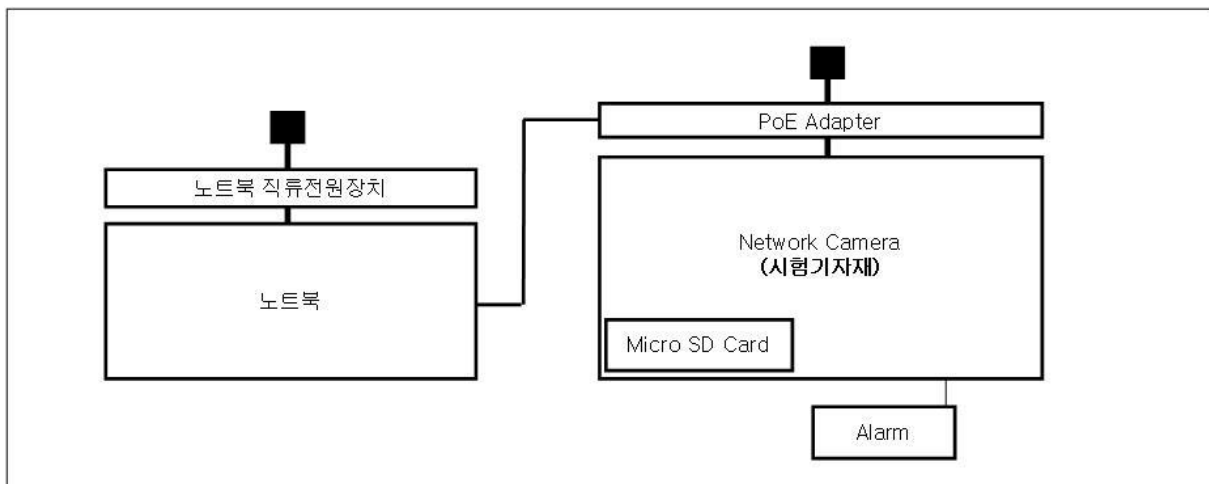 PoE Adapter
노트북 직류전원장치
Network Camera
(시험기자재)
노트북
Micro SD Card
Alarm